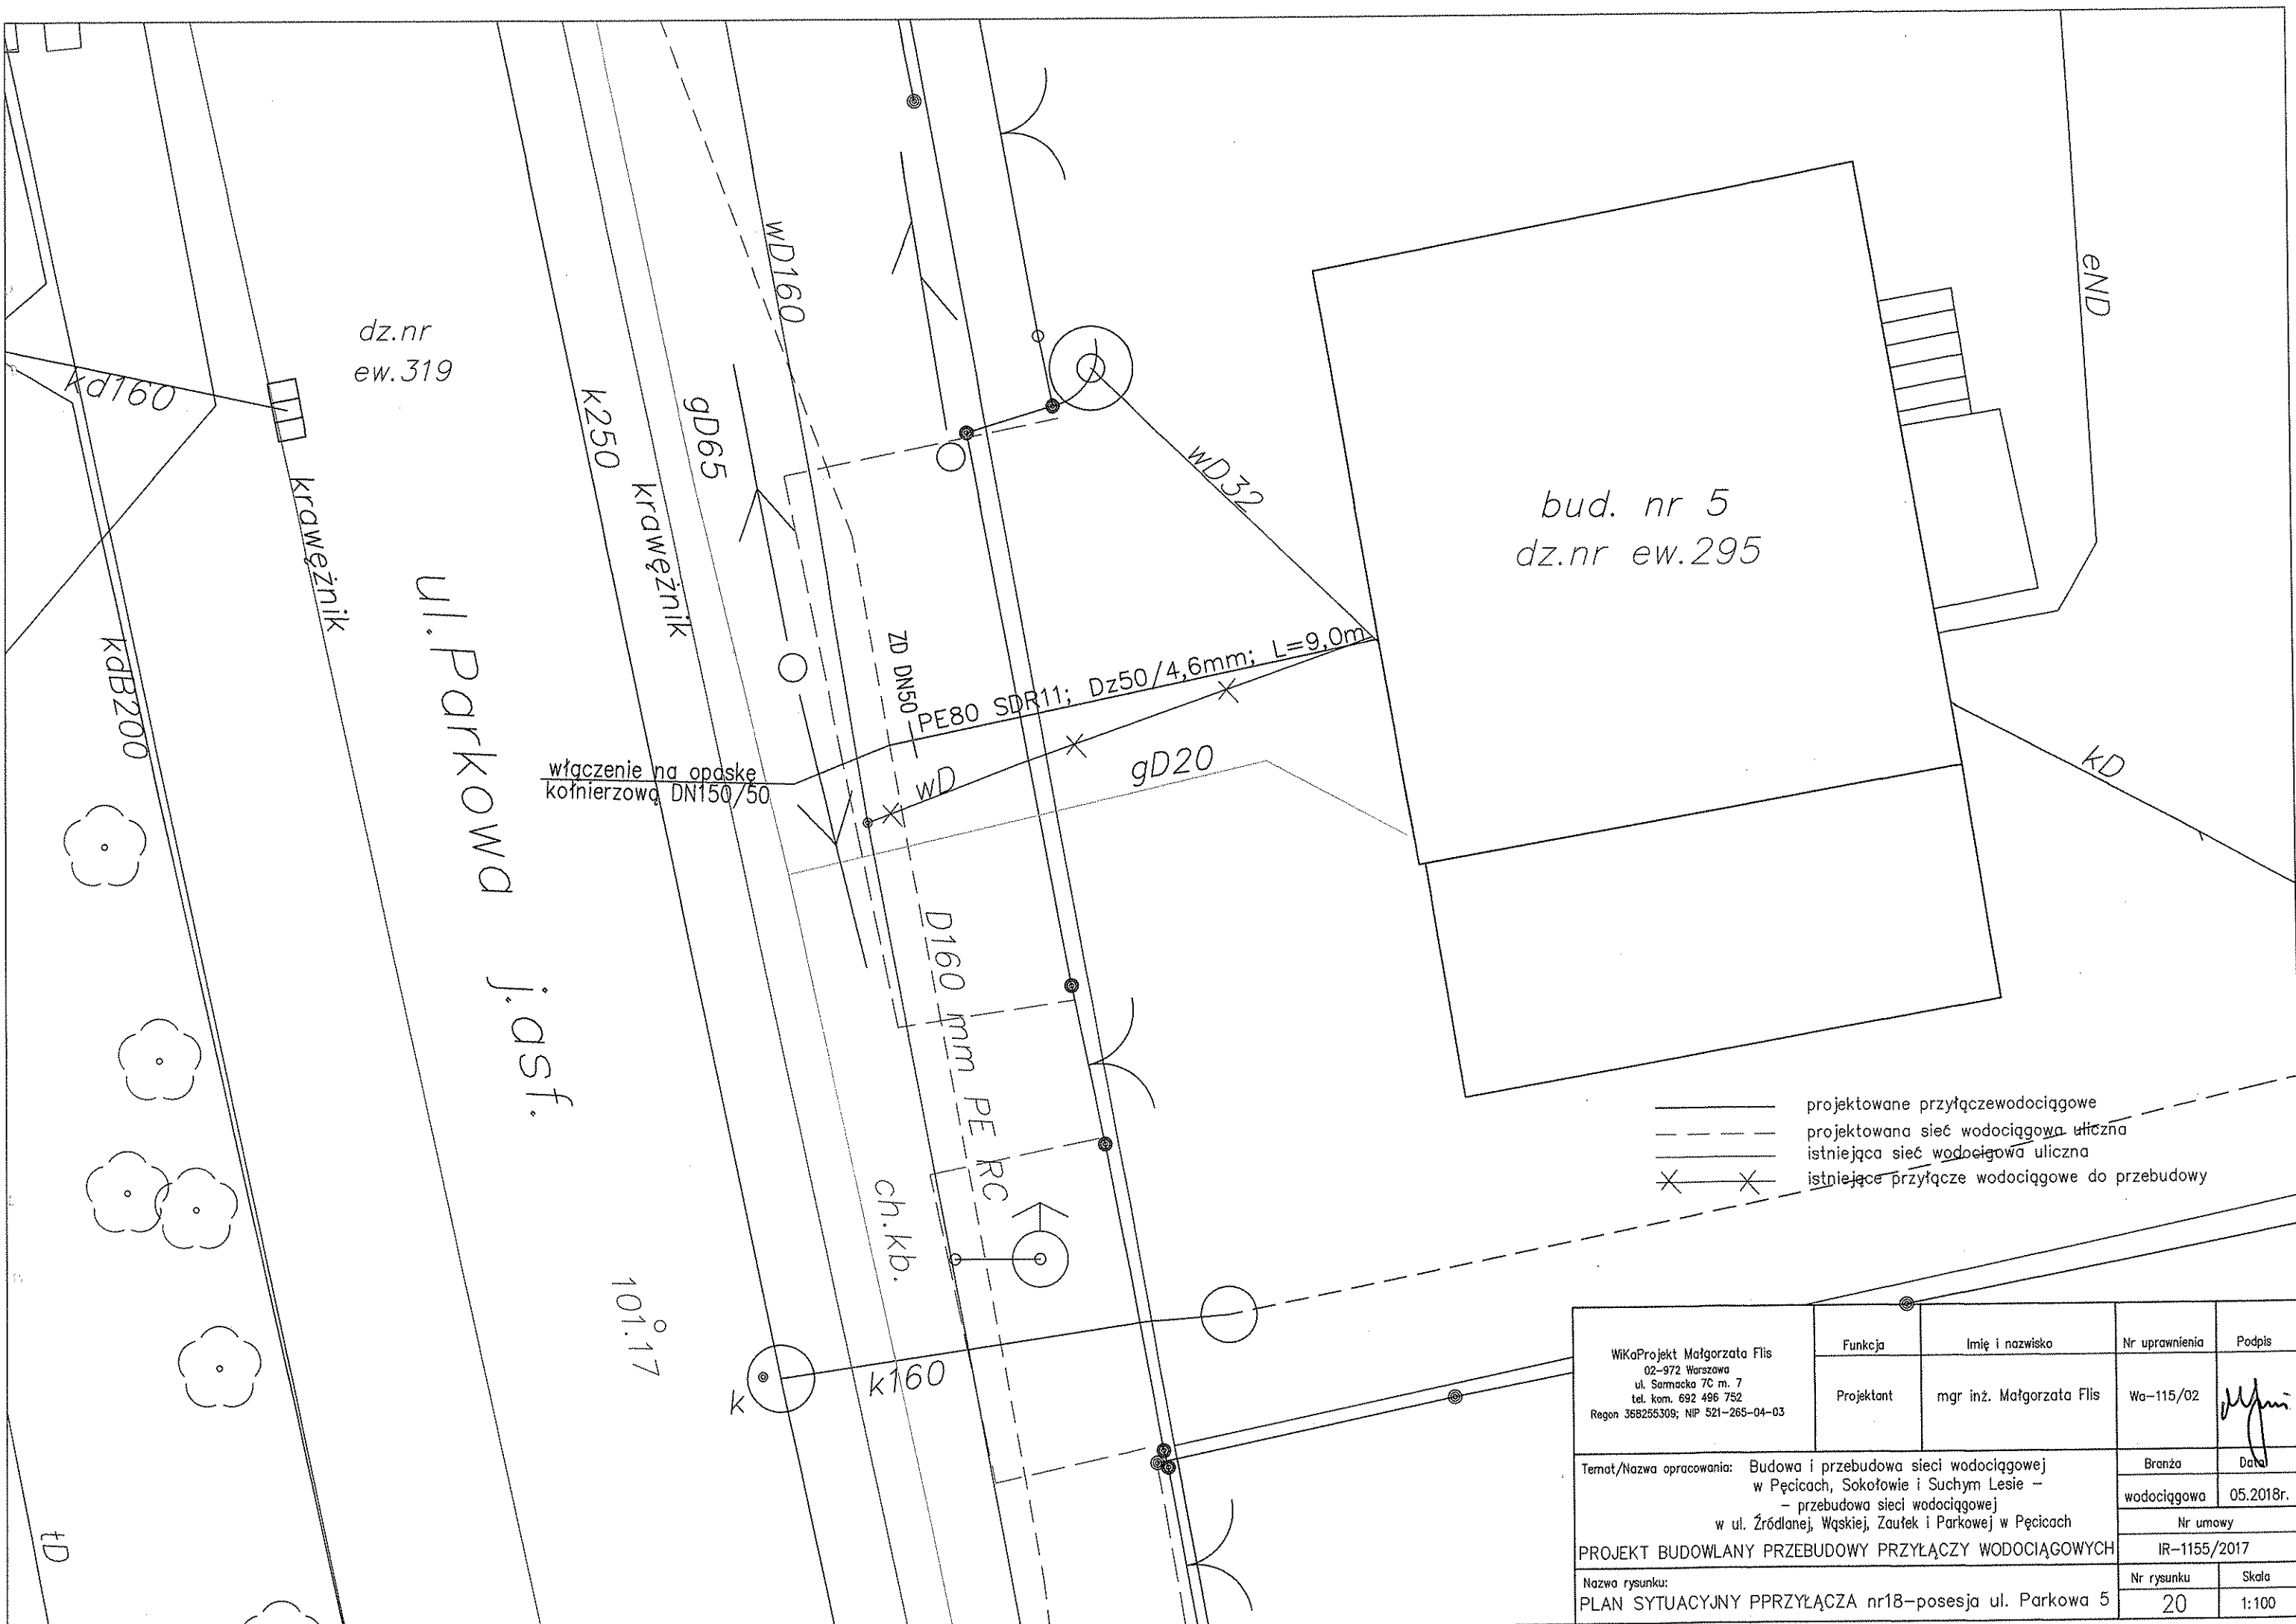 dz.nr
ew.319
kd160
krawężnik
k250
gD65
krawężnik
wD160
eND
wD32
bud. nr 5
dz.nr ew.295
kdB200
ul.Parkowa j.asf.
ZD DN50
PE80 SDR11; Dz50/4,6mm; L=9,0m
włączenie na opaskę
kołnierzową DN150/50
wD
gD20
kD
D160 mm PE RC
ch.kb.
101.17
k
k160
tD
projektowane przyłączewodociągowe
projektowana sieć wodociągowa uliczna
istniejąca sieć wodocigowa uliczna
istniejące przyłącze wodociągowe do przebudowy
WiKaProjekt Małgorzata Flis
02-972 Warszawa
ul. Sarmacka 7C m. 7
tel. kom. 692 496 752
Regon 368255309; NIP 521-265-04-03
Funkcja
Imię i nazwisko
Nr uprawnienia
Podpis
Projektant
mgr inż. Małgorzata Flis
Wa-115/02
Temat/Nazwa opracowania: Budowa i przebudowa sieci wodociągowej
w Pęcicach, Sokołowie i Suchym Lesie -
- przebudowa sieci wodociągowej
w ul. Źródlanej, Wąskiej, Zaułek i Parkowej w Pęcicach
PROJEKT BUDOWLANY PRZEBUDOWY PRZYŁĄCZY WODOCIĄGOWYCH
Branża
Data
wodociągowa
05.2018r.
Nr umowy
IR-1155/2017
Nazwa rysunku:
PLAN SYTUACYJNY PPRZYŁĄCZA nr18-posesja ul. Parkowa 5
Nr rysunku
Skala
20
1:100